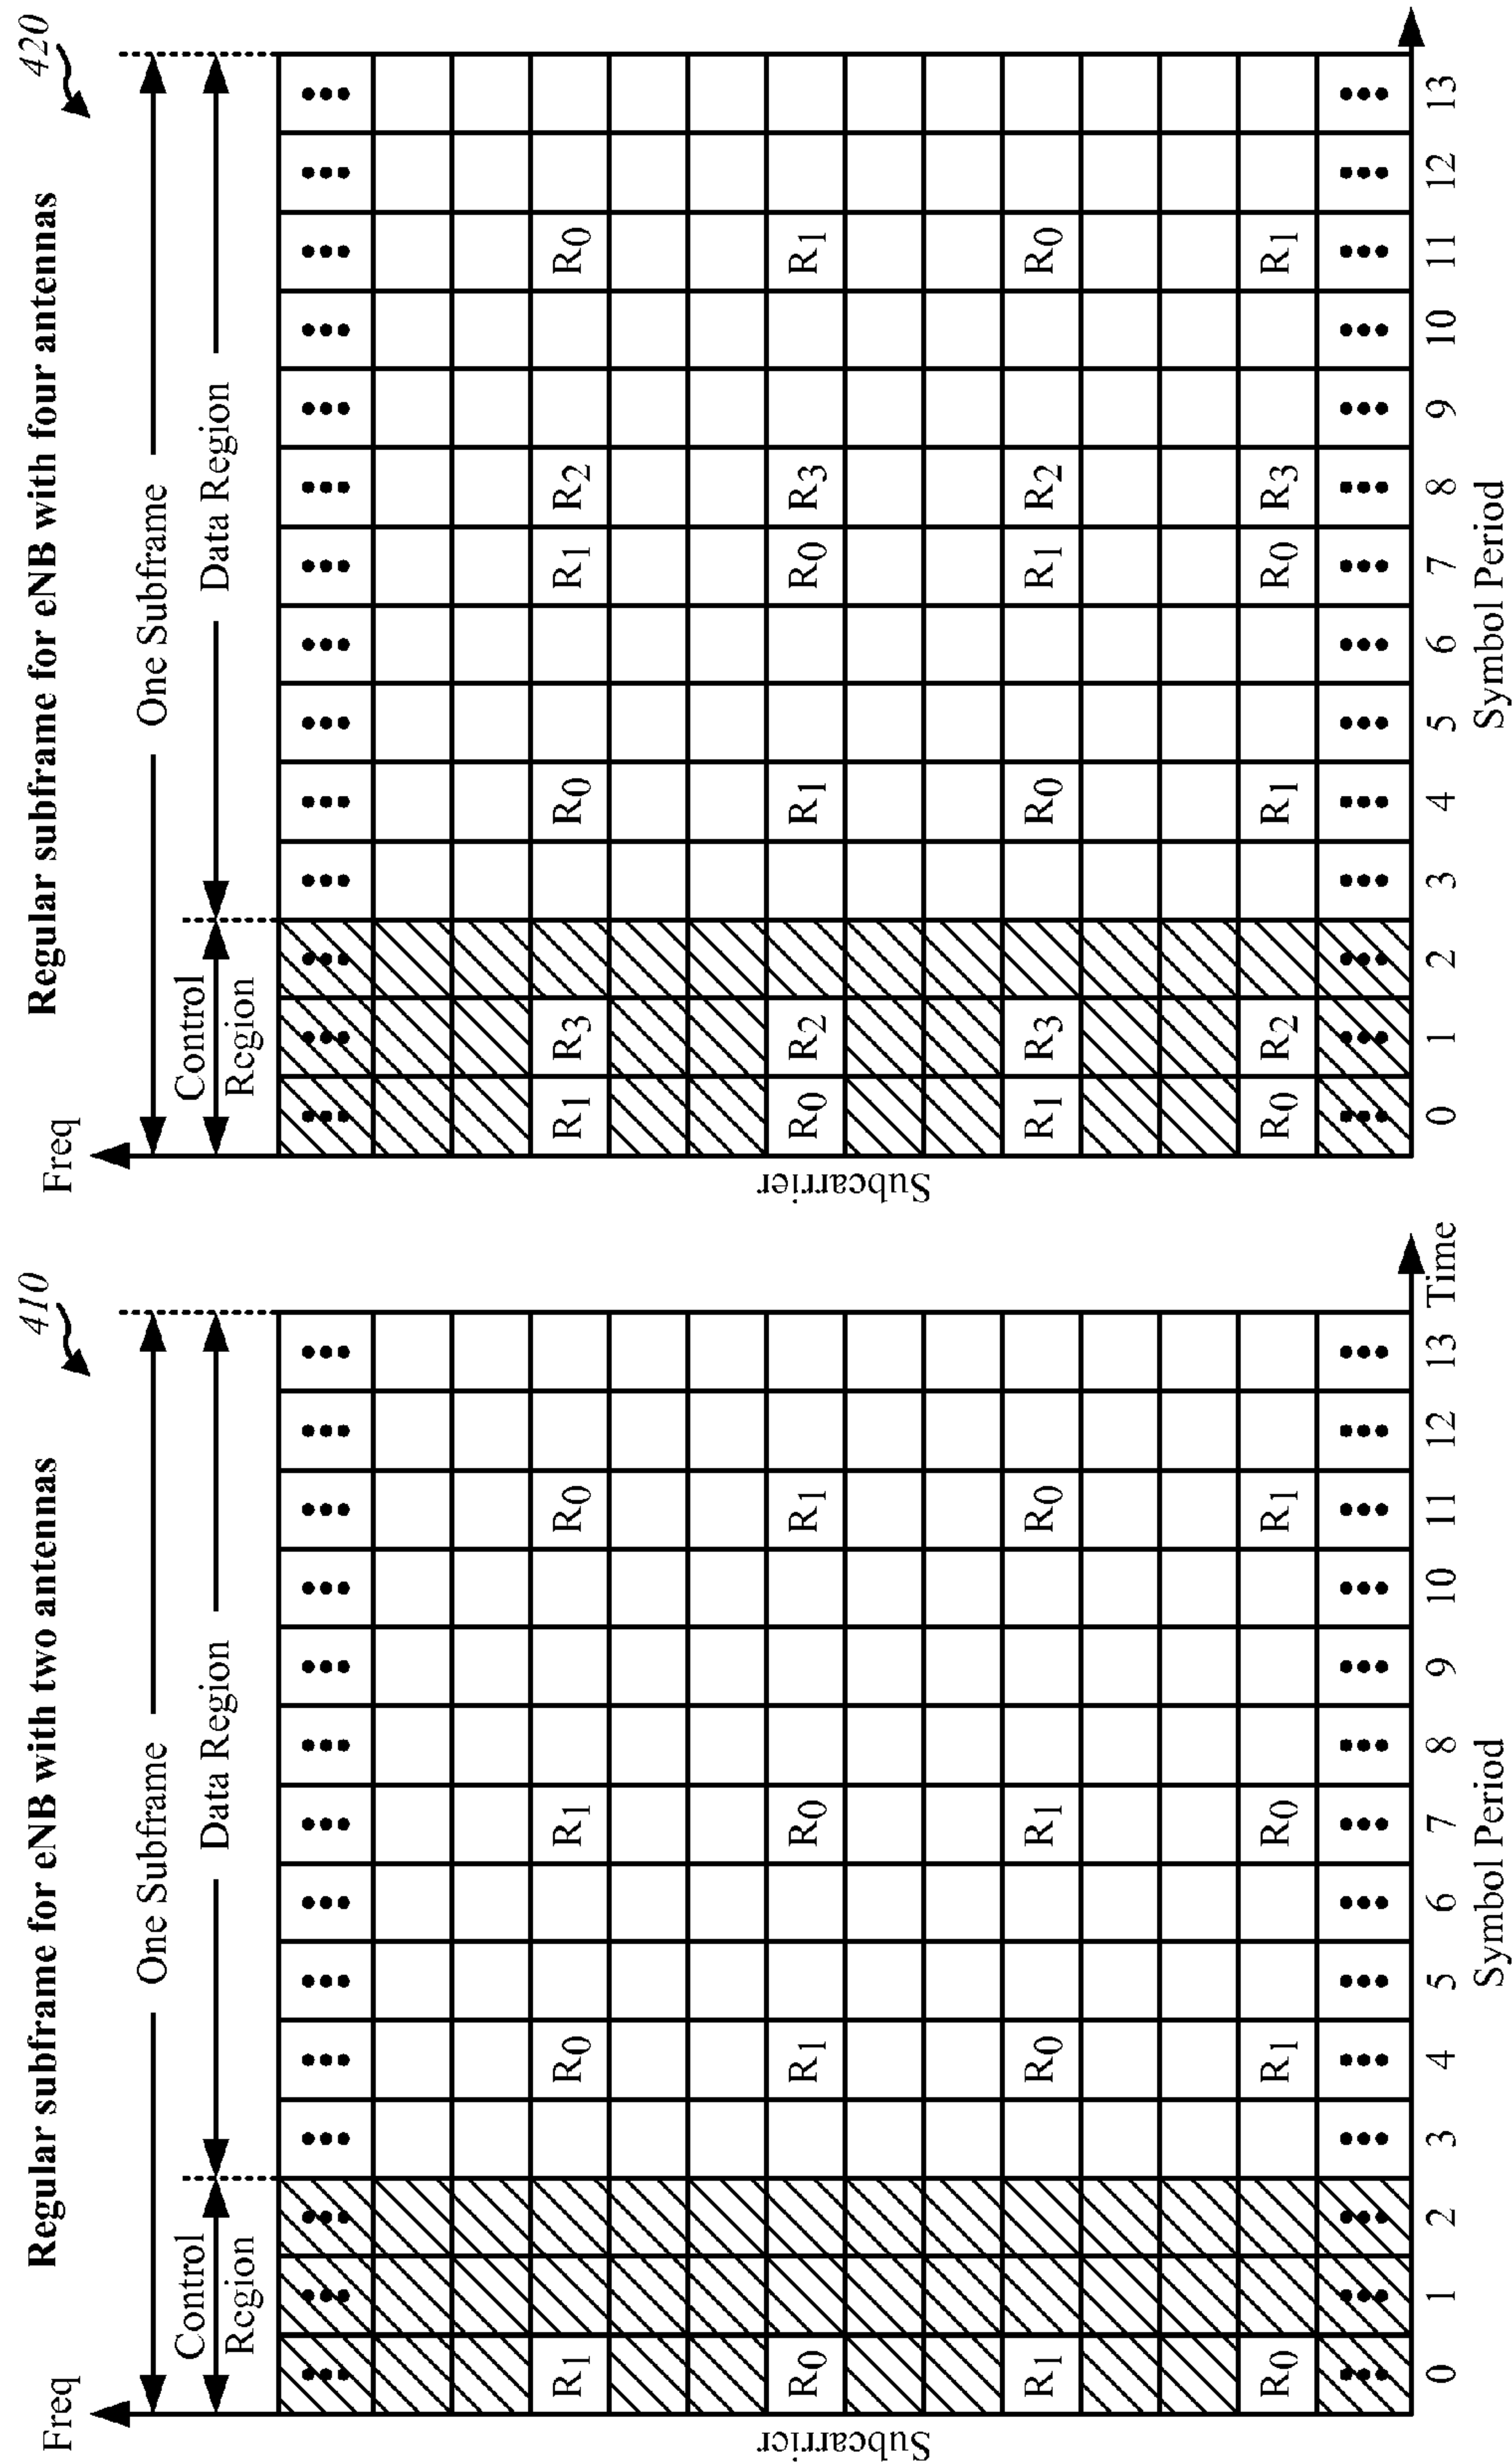 Regular subframe for eNB with two antennas
410
Freq
One Subframe
Control
Region
Data Region
Subcarrier
••• ••• ••• ••• ••• ••• ••• ••• ••• ••• ••• ••• ••• •••
R1 R0 R1 R0
R0 R1 R0 R1
R1 R0 R1 R0
R0 R1 R0 R1
••• ••• ••• ••• ••• ••• ••• ••• ••• ••• ••• ••• ••• •••
0 1 2 3 4 5 6 7 8 9 10 11 12 13 Time
Symbol Period
Regular subframe for eNB with four antennas
420
Freq
One Subframe
Control
Region
Data Region
Subcarrier
••• ••• ••• ••• ••• ••• ••• ••• ••• ••• ••• ••• ••• •••
R1 R3 R0 R1 R2 R0
R0 R2 R1 R0 R3 R1
R1 R3 R0 R1 R2 R0
R0 R2 R1 R0 R3 R1
••• ••• ••• ••• ••• ••• ••• ••• ••• ••• ••• ••• ••• •••
0 1 2 3 4 5 6 7 8 9 10 11 12 13
Symbol Period